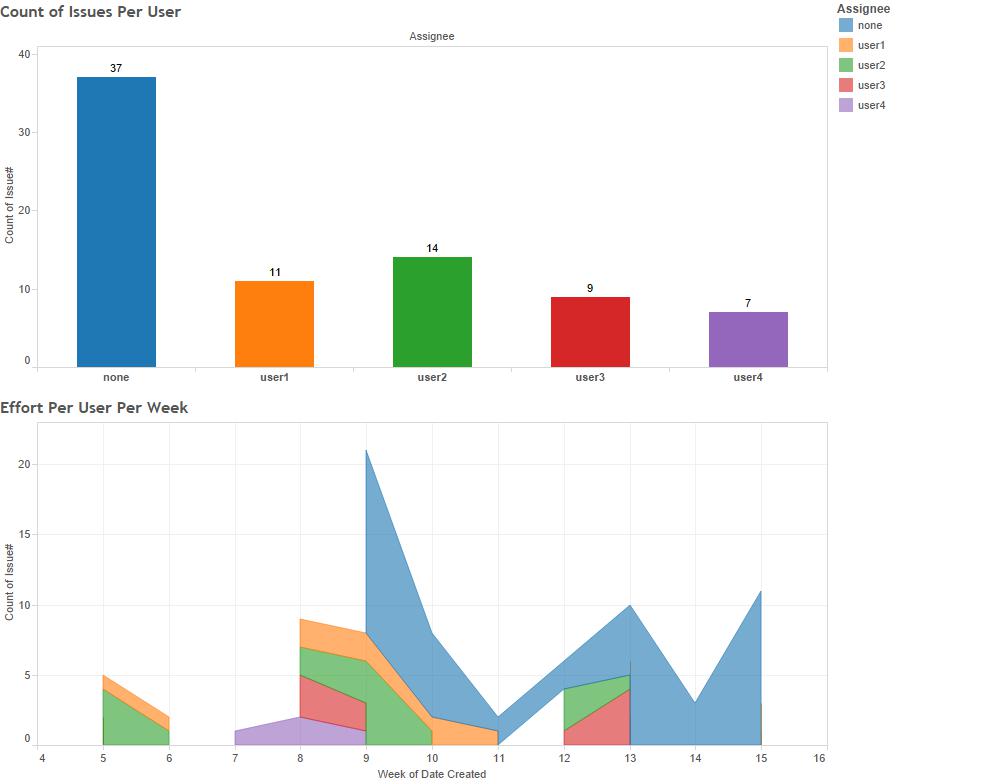 Count of Issues Per User
Assignee
Assignee
none
user1
user2
user3
user4
Count of Issue#
40
30
20
10
0
37
11
14
9
7
none
user1
user2
user3
user4
Effort Per User Per Week
Count of Issue#
20
15
10
5
0
4 5 6 7 8 9 10 11 12 13 14 15 16
Week of Date Created